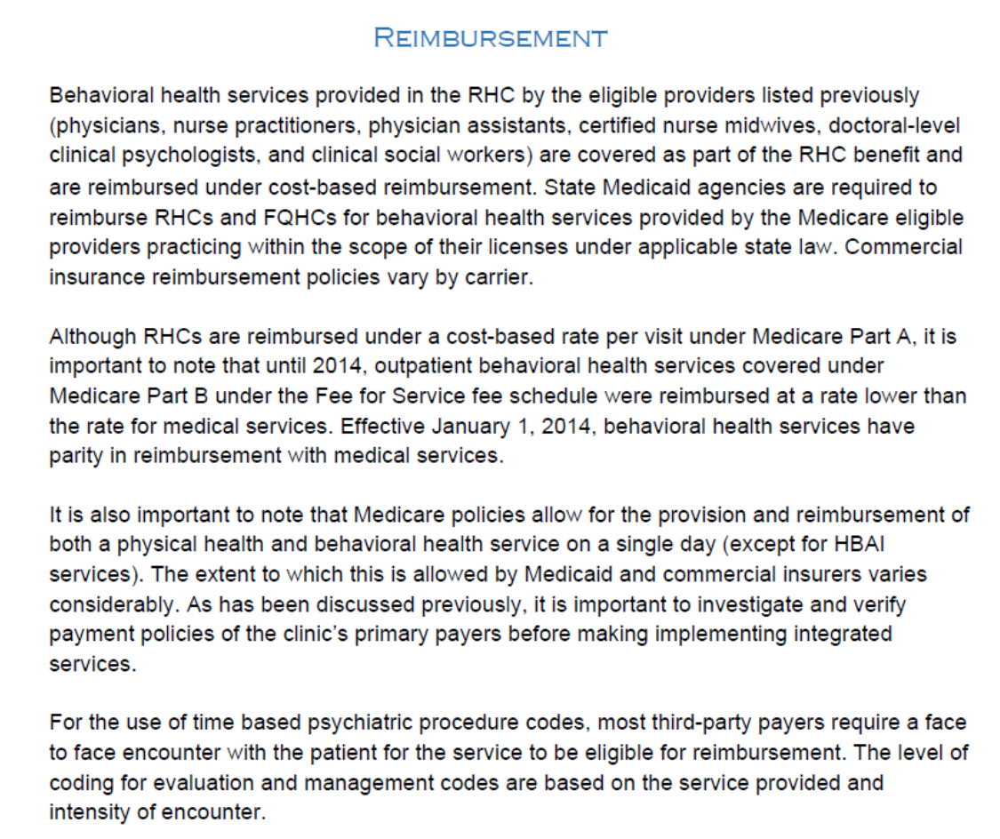 REIMBURSEMENT
Behavioral health services provided in the RHC by the eligible providers listed previously
(physicians, nurse practitioners, physician assistants, certified nurse midwives, doctoral-level
clinical psychologists, and clinical social workers) are covered as part of the RHC benefit and
are reimbursed under cost-based reimbursement. State Medicaid agencies are required to
reimburse RHCs and FQHCs for behavioral health services provided by the Medicare eligible
providers practicing within the scope of their licenses under applicable state law. Commercial
insurance reimbursement policies vary by carrier.
Although RHCs are reimbursed under a cost-based rate per visit under Medicare Part A, it is
important to note that until 2014, outpatient behavioral health services covered under
Medicare Part B under the Fee for Service fee schedule were reimbursed at a rate lower than
the rate for medical services. Effective January 1, 2014, behavioral health services have
parity in reimbursement with medical services.
It is also important to note that Medicare policies allow for the provision and reimbursement of
both a physical health and behavioral health service on a single day (except for HBAI
services). The extent to which this is allowed by Medicaid and commercial insurers varies
considerably. As has been discussed previously, it is important to investigate and verify
payment policies of the clinic's primary payers before making implementing integrated
services.
For the use of time based psychiatric procedure codes, most third-party payers require a face
to face encounter with the patient for the service to be eligible for reimbursement. The level of
coding for evaluation and management codes are based on the service provided and
intensity of encounter.